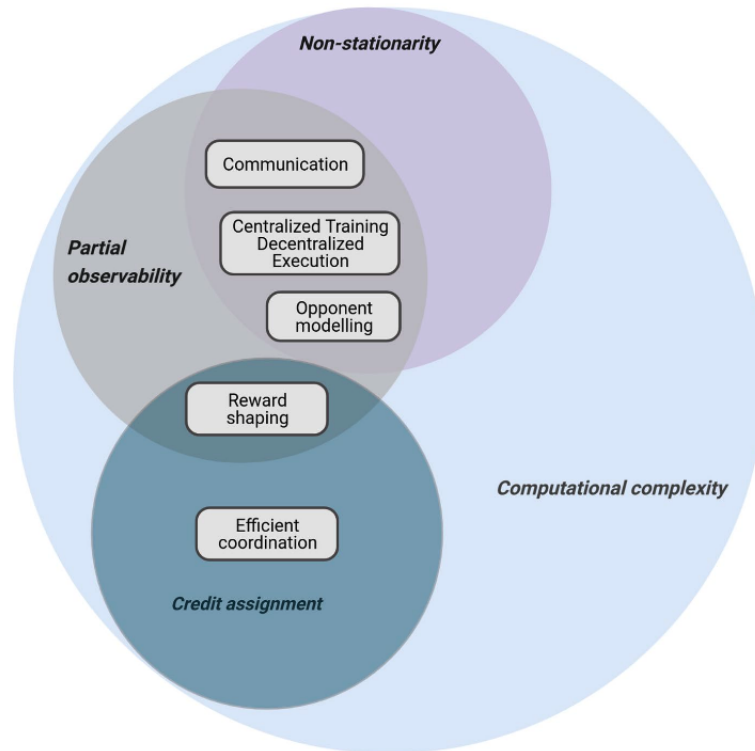 Non-stationarity
Communication
Centralized Training
Decentralized
Execution
Partial
observability
Opponent
modelling
Reward
shaping
Computational complexity
Efficient
coordination
Credit assignment